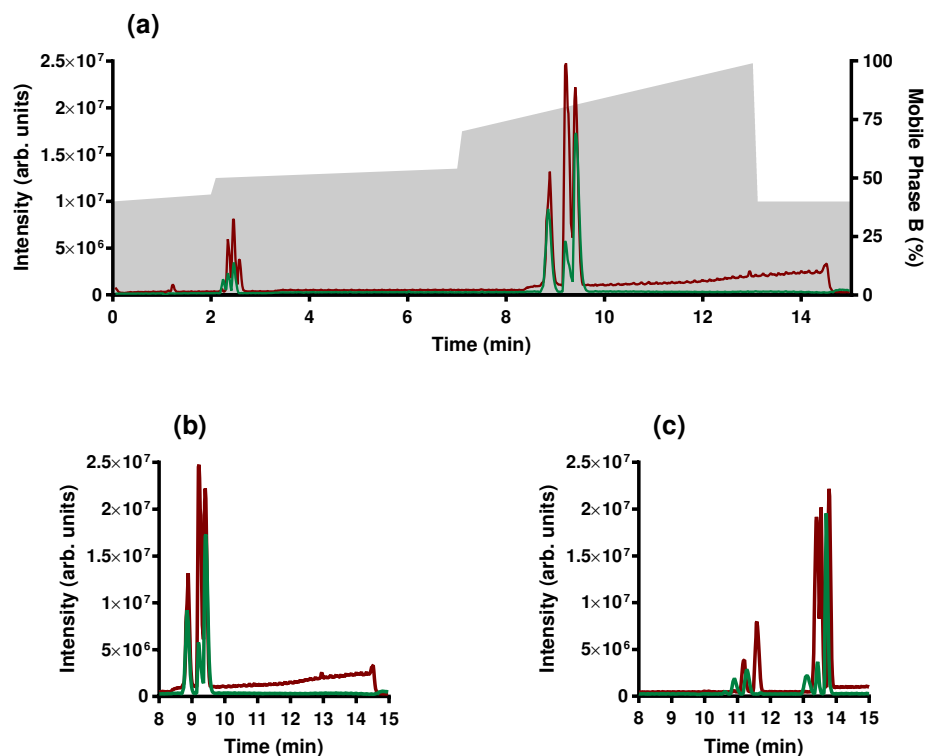 (a)
Intensity (arb. units)
2.5×10⁷
2×10⁷
1.5×10⁷
1×10⁷
5×10⁶
0
100
75
50
25
0
Mobile Phase B (%)
0 2 4 6 8 10 12 14
Time (min)
(b)
Intensity (arb. units)
2.5×10⁷
2×10⁷
1.5×10⁷
1×10⁷
5×10⁶
0
8 9 10 11 12 13 14 15
Time (min)
(c)
Intensity (arb. units)
2.5×10⁷
2×10⁷
1.5×10⁷
1×10⁷
5×10⁶
0
8 9 10 11 12 13 14 15
Time (min)